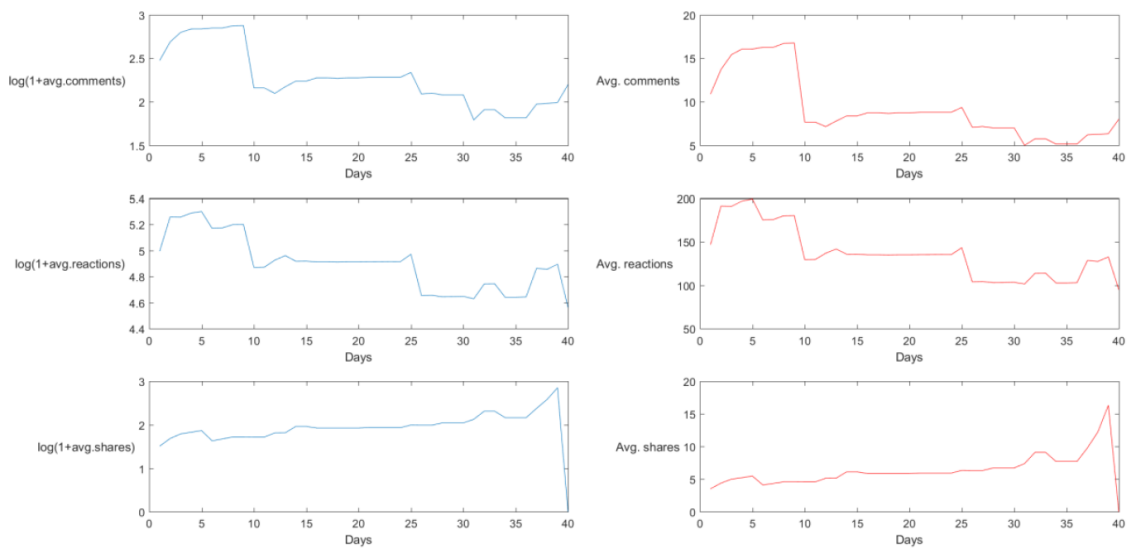 3
2.5
log(1+avg.comments)
2
1.5
0 5 10 15 20 25 30 35 40
Days
20
15
Avg. comments
10
5
0 5 10 15 20 25 30 35 40
Days
5.4
5.2
5
log(1+avg.reactions)
4.8
4.6
4.4
0 5 10 15 20 25 30 35 40
Days
200
150
Avg. reactions
100
50
0 5 10 15 20 25 30 35 40
Days
3
2
log(1+avg.shares)
1
0
0 5 10 15 20 25 30 35 40
Days
20
15
Avg. shares
10
5
0
0 5 10 15 20 25 30 35 40
Days